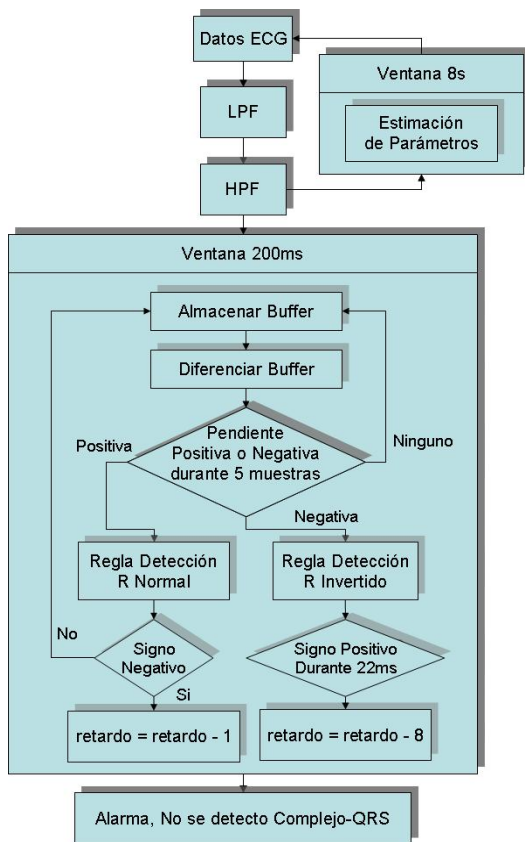 Datos ECG
Ventana 8s
LPF
Estimación
de Parámetros
HPF
Ventana 200ms
Almacenar Buffer
Diferenciar Buffer
Pendiente
Positiva o Negativa
durante 5 muestras
Positiva
Ninguno
Negativa
Regla Detección
R Normal
Regla Detección
R Invertido
No
Signo
Negativo
Signo Positivo
Durante 22ms
Si
retardo = retardo - 1
retardo = retardo - 8
Alarma, No se detecto Complejo-QRS